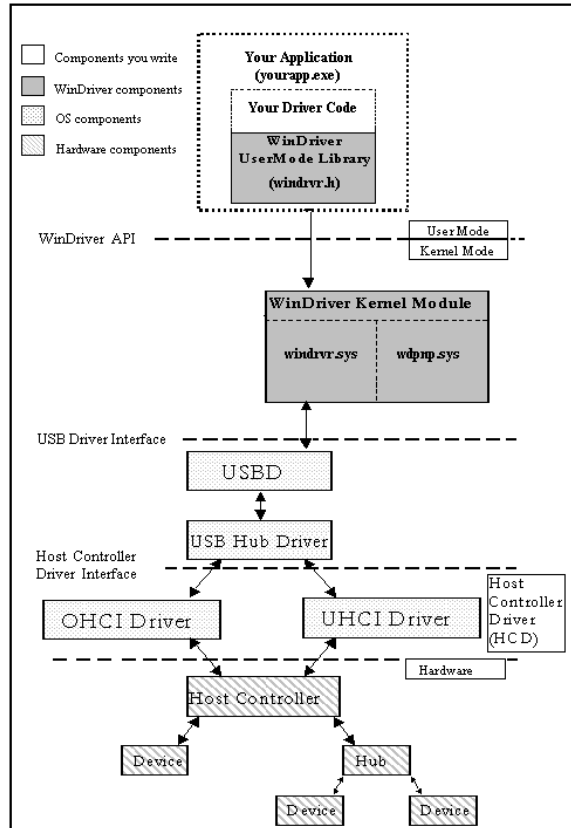 Components you write
WinDriver components
OS components
Hardware components
Your Application
(yourapp.exe)
Your Driver Code
WinDriver
UserMode Library
(windrvr.h)
WinDriver API
User Mode
Kernel Mode
WinDriver Kernel Module
windrvr.sys
wdpnp.sys
USB Driver Interface
USBD
USB Hub Driver
Host Controller
Driver Interface
OHCI Driver
UHCI Driver
Host
Controller
Driver
(HCD)
Hardware
Host Controller
Device
Hub
Device
Device